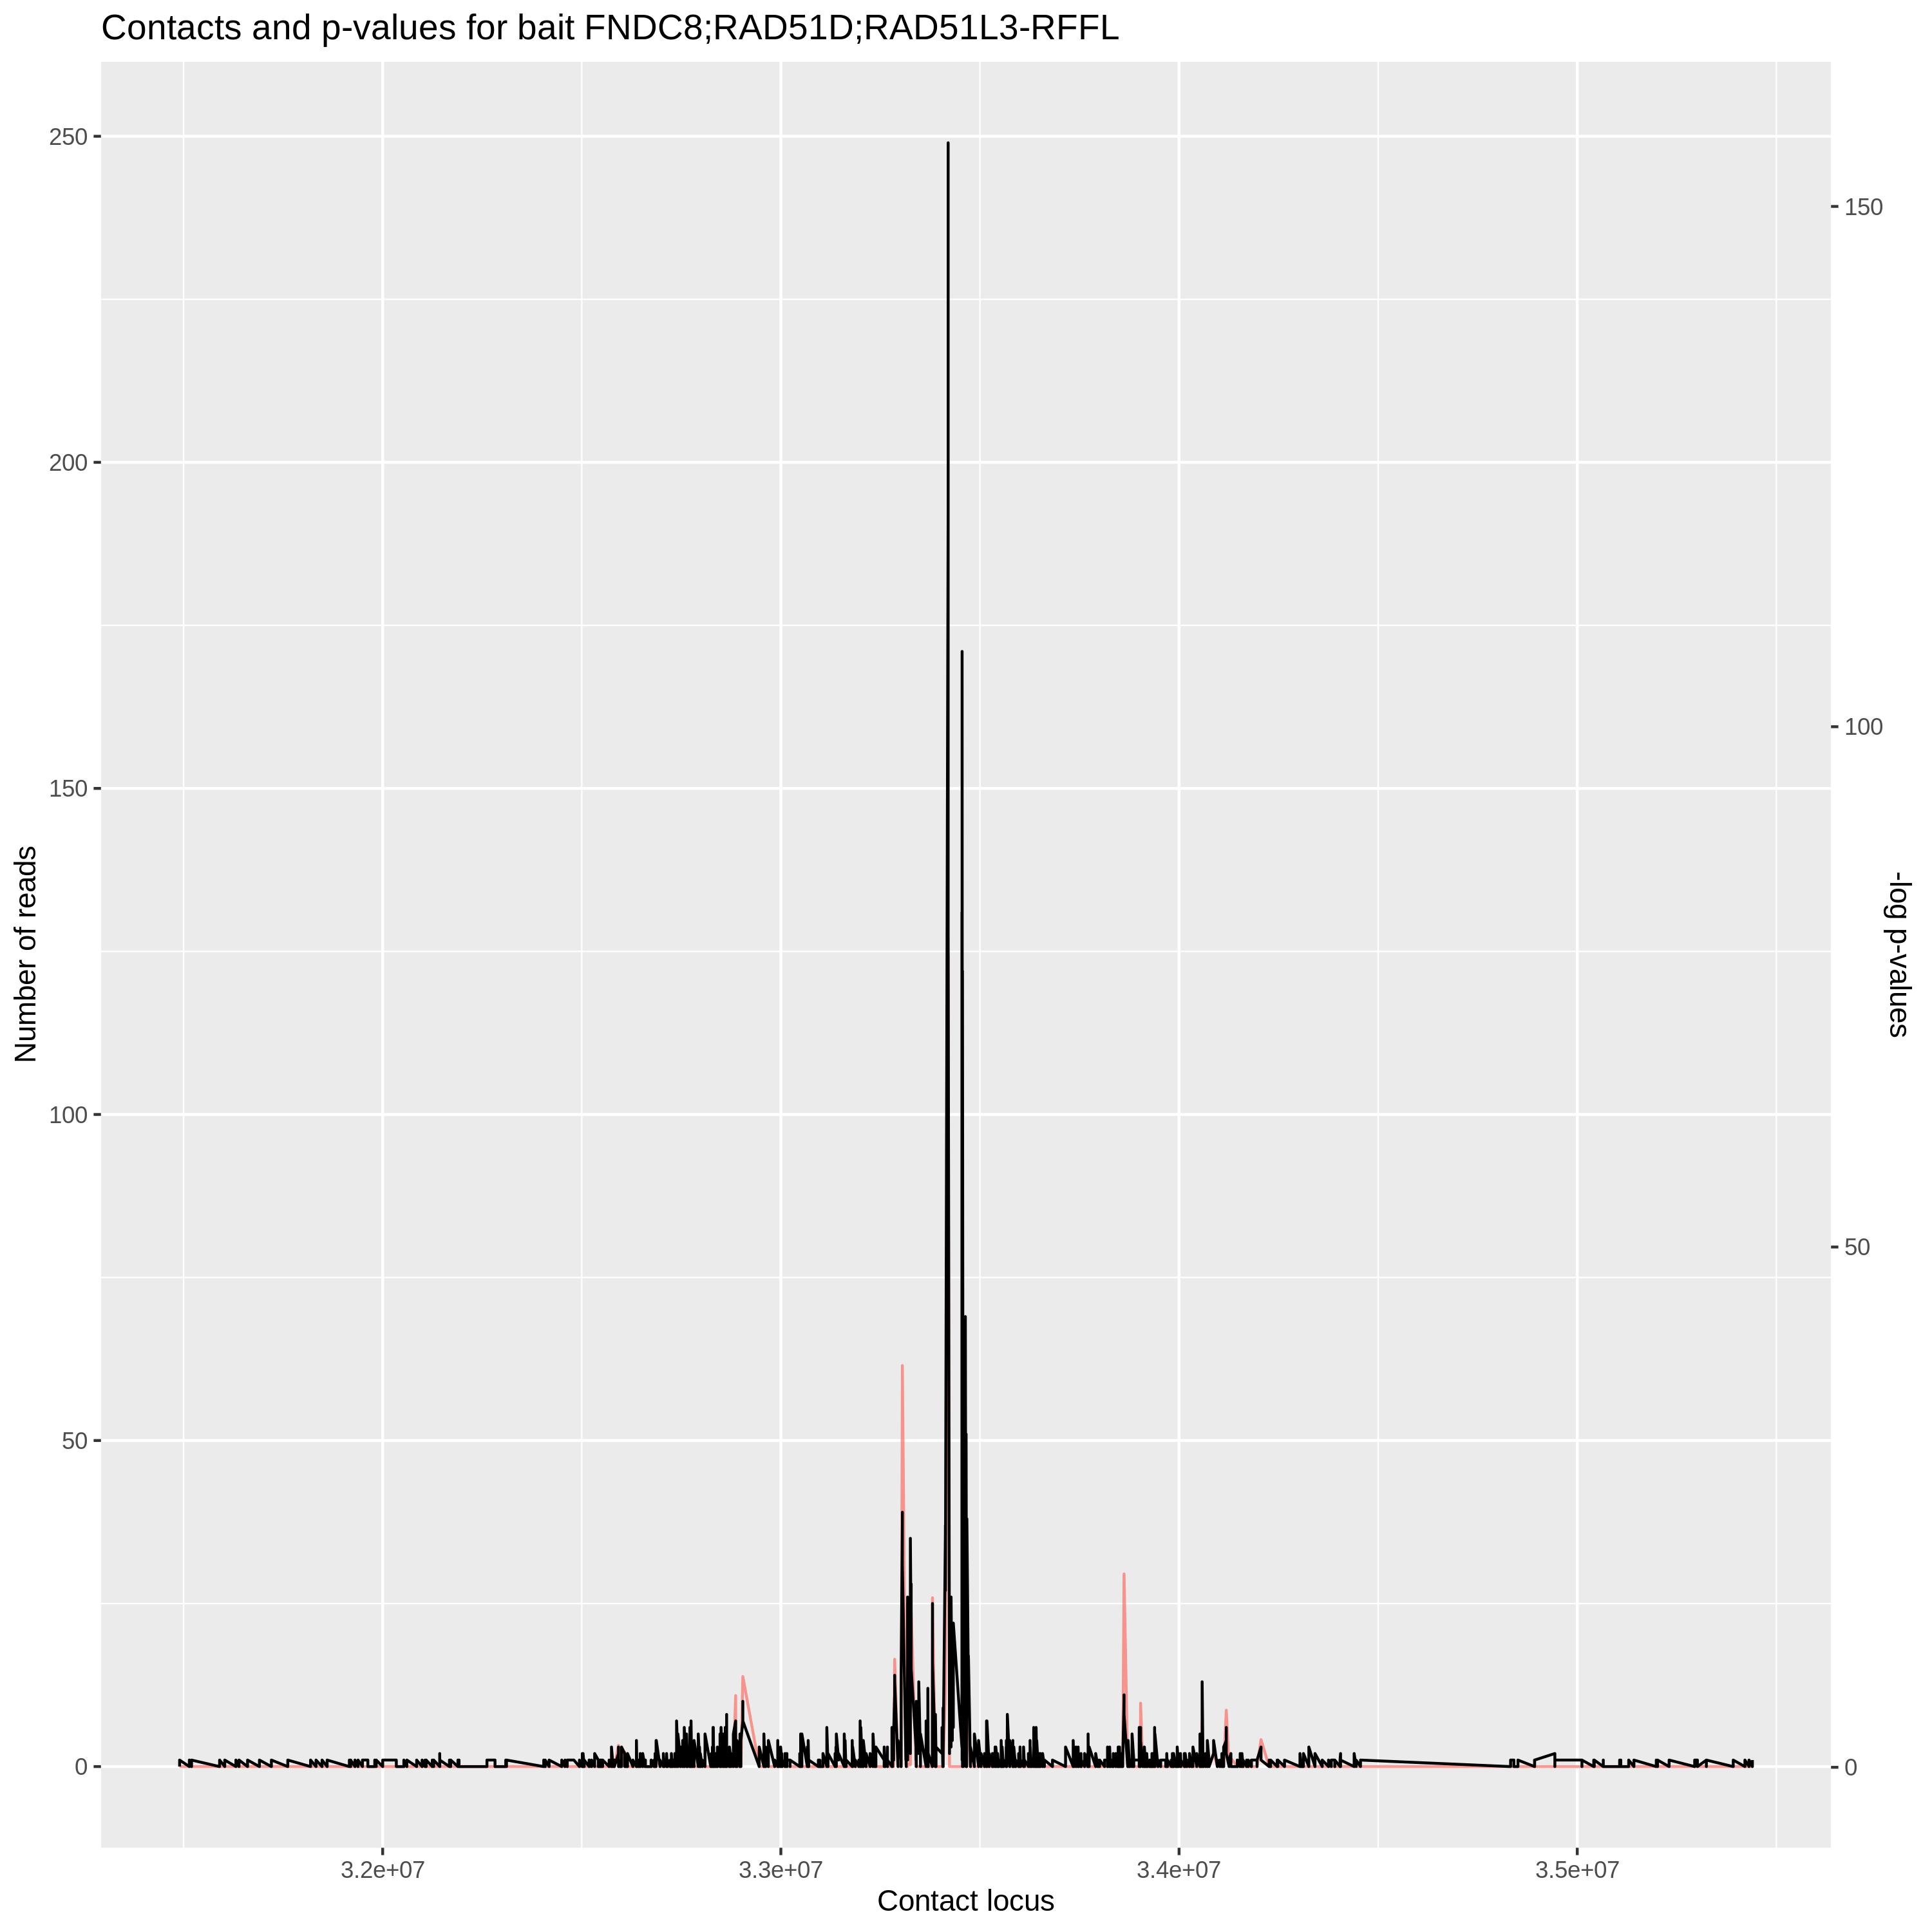 Contacts and p-values for bait FNDC8;RAD51D;RAD51L3-RFFL
250
200
150
100
50
0
Number of reads
150
100
50
0
-log p-values
3.2e+07
3.3e+07
3.4e+07
3.5e+07
Contact locus